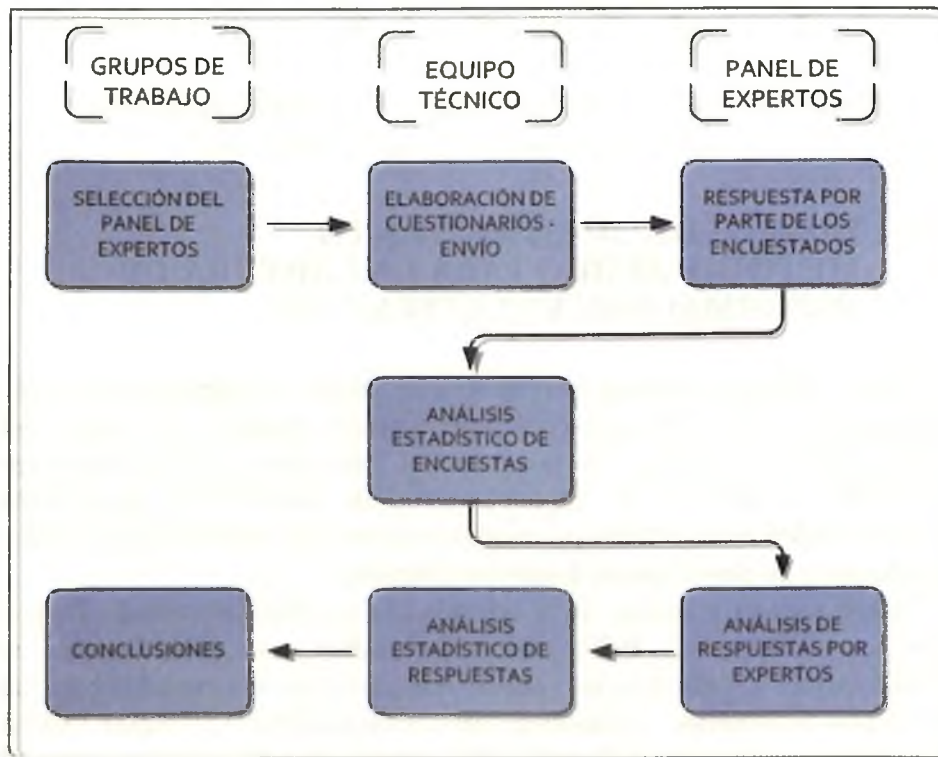 GRUPOS DE
TRABAJO
EQUIPO
TÉCNICO
PANEL DE
EXPERTOS
SELECCIÓN DEL
PANEL DE
EXPERTOS
ELABORACIÓN DE
CUESTIONARIOS -
ENVÍO
RESPUESTA POR
PARTE DE LOS
ENCUESTADOS
ANÁLISIS
ESTADÍSTICO DE
ENCUESTAS
CONCLUSIONES
ANÁLISIS
ESTADÍSTICO DE
RESPUESTAS
ANÁLISIS DE
RESPUESTAS POR
EXPERTOS